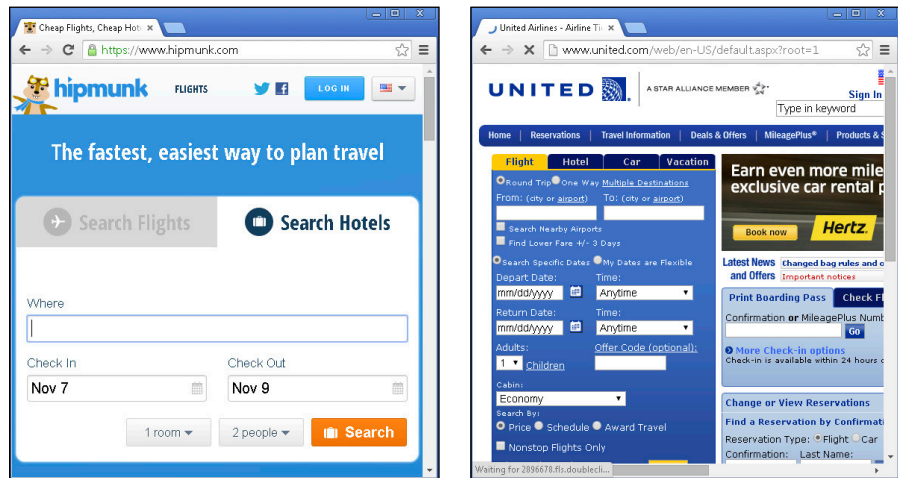 Cheap Flights, Cheap Hot
https://www.hipmunk.com
hipmunk FLIGHTS LOG IN
The fastest, easiest way to plan travel
Search Flights Search Hotels
Where
Check In Check Out
Nov 7 Nov 9
1 room 2 people Search
United Airlines - Airline Ti
www.united.com/web/en-US/default.aspx?root=1
UNITED A STAR ALLIANCE MEMBER
Sign In
Type in keyword
Home | Reservations | Travel Information | Deals & Offers | MileagePlus® | Products & S
Flight Hotel Car Vacation
Round Trip One Way Multiple Destinations
From: (city or airport) To: (city or airport)
Search Nearby Airports
Find Lower Fare +/- 3 Days
Search Specific Dates My Dates are Flexible
Depart Date: Time:
mm/dd/yyyy Anytime
Return Date: Time:
mm/dd/yyyy Anytime
Adults: Offer Code (optional):
1 Children
Cabin:
Economy
Search By:
Price Schedule Award Travel
Nonstop Flights Only
Waiting for 2896678.fls.doublecli...
Earn even more mile
exclusive car rental p
Book now Hertz.
Latest News Changed bag rules and o
and Offers Important notices
Print Boarding Pass Check Fl
Confirmation or MileagePlus Numb
Go
More Check-in options
Check-in is available within 24 hours o
Change or View Reservations
Find a Reservation by Confirmati
Reservation Type: Flight Car
Confirmation: Last Name: